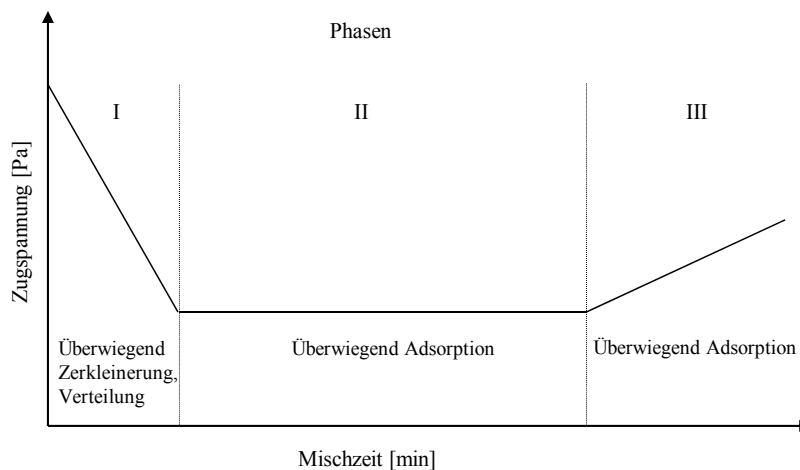 Phasen
I
II
III
Zugspannung [Pa]
Überwiegend
Zerkleinerung,
Verteilung
Überwiegend Adsorption
Überwiegend Adsorption
Mischzeit [min]